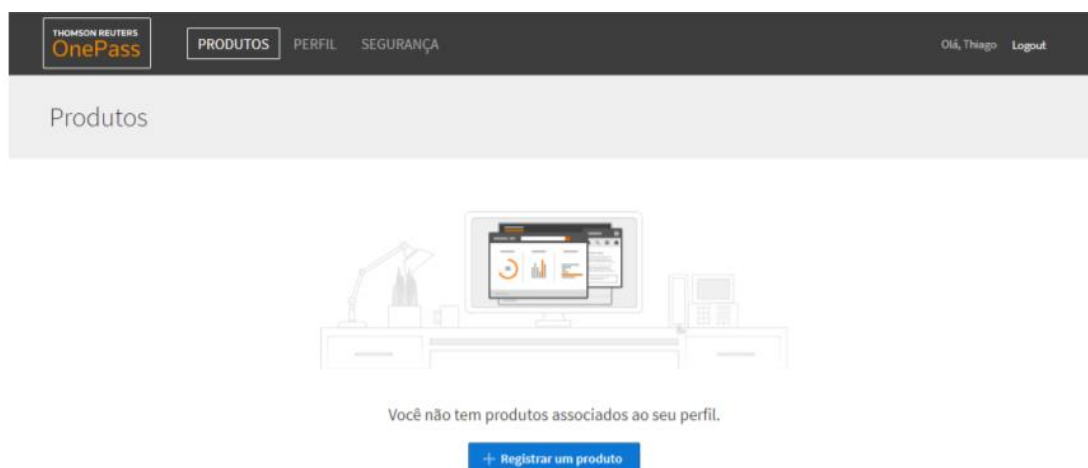 THOMSON REUTERS
OnePass
PRODUTOS PERFIL SEGURANÇA
Olá, Thiago Logout
Produtos
Você não tem produtos associados ao seu perfil.
+ Registrar um produto